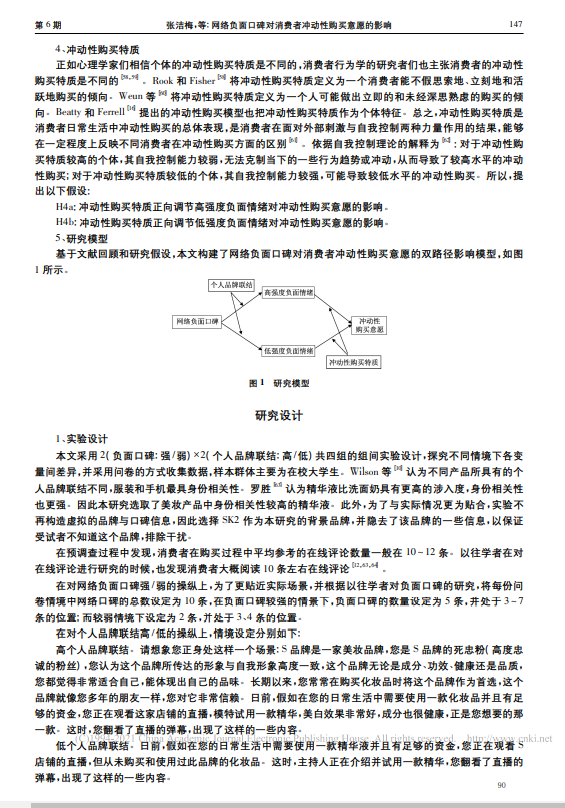 第 6 期
张洁梅,等: 网络负面口碑对消费者冲动性购买意愿的影响
147
4、冲动性购买特质
正如心理学家们相信个体的冲动性购买特质是不同的,消费者行为学的研究者们也主张消费者的冲动性
购买特质是不同的[58,59]。Rook 和 Fisher[59]将冲动性购买特质定义为一个消费者能不假思索地、立刻地和活
跃地购买的倾向。Weun 等[60]将冲动性购买特质定义为一个人可能做出立即的和未经深思熟虑的购买的倾
向。Beatty 和 Ferrell[16]提出的冲动性购买模型也把冲动性购买特质作为个体特征。总之,冲动性购买特质是
消费者日常生活中冲动性购买的总体表现,是消费者在面对外部刺激与自我控制两种力量作用的结果,能够
在一定程度上反映不同消费者在冲动性购买方面的区别[61]。依据自我控制理论的解释为[62]: 对于冲动性购
买特质较高的个体,其自我控制能力较弱,无法克制当下的一些行为趋势或冲动,从而导致了较高水平的冲动
性购买; 对于冲动性购买特质较低的个体,其自我控制能力较强,可能导致较低水平的冲动性购买。所以,提
出以下假设:
H4a: 冲动性购买特质正向调节高强度负面情绪对冲动性购买意愿的影响。
H4b: 冲动性购买特质正向调节低强度负面情绪对冲动性购买意愿的影响。
5、研究模型
基于文献回顾和研究假设,本文构建了网络负面口碑对消费者冲动性购买意愿的双路径影响模型,如图
1 所示。
个人品牌联结
高强度负面情绪
网络负面口碑
冲动性
购买意愿
低强度负面情绪
冲动性购买特质
图 1 研究模型
研究设计
1、实验设计
本文采用 2( 负面口碑: 强/弱) ×2( 个人品牌联结: 高/低) 共四组的组间实验设计,探究不同情境下各变
量间差异,并采用问卷的方式收集数据,样本群体主要为在校大学生。Wilson 等[30]认为不同产品所具有的个
人品牌联结不同,服装和手机最具身份相关性。罗胜[63]认为精华液比洗面奶具有更高的涉入度,身份相关性
也更强。因此本研究选取了美妆产品中身份相关性较高的精华液。此外,为了与实际情况更为贴合,实验不
再构造虚拟的品牌与口碑信息,因此选择 SK2 作为本研究的背景品牌,并隐去了该品牌的一些信息,以保证
受试者不知道这个品牌,排除干扰。
在预调查过程中发现,消费者在购买过程中平均参考的在线评论数量一般在 10 ~ 12 条。以往学者在对
在线评论进行研究的时候,也发现消费者大概阅读 10 条左右在线评论[12,63,64]。
在对网络负面口碑强/弱的操纵上,为了更贴近实际场景,并根据以往学者对负面口碑的研究,将每份问
卷情境中网络口碑的总数设定为 10 条,在负面口碑较强的情景下,负面口碑的数量设定为 5 条,并处于 3 ~ 7
条的位置; 而较弱情境下设定为 2 条,并处于 3、4 条的位置。
在对个人品牌联结高/低的操纵上,情境设定分别如下:
高个人品牌联结。请想象您正身处这样一个场景: S 品牌是一家美妆品牌,您是 S 品牌的死忠粉( 高度忠
诚的粉丝) ,您认为这个品牌所传达的形象与自我形象高度一致,这个品牌无论是成分、功效、健康还是品质,
您都觉得非常适合自己,能体现出自己的品味。长期以来,您常常在购买化妆品时将这个品牌作为首选,这个
品牌就像您多年的朋友一样,您对它非常信赖。日前,假如在您的日常生活中需要使用一款化妆品并且有足
够的资金,您正在观看这家店铺的直播,模特试用一款精华,美白效果非常好,成分也很健康,正是您想要的那
一款。这时,您翻看了直播的弹幕,出现了这样的一些内容。
低个人品牌联结。日前,假如在您的日常生活中需要使用一款精华液并且有足够的资金,您正在观看 S
店铺的直播,但从未购买和使用过此品牌的化妆品。这时,主持人正在介绍并试用一款精华,您翻看了直播的
弹幕,出现了这样的一些内容。
(C)1994-2021 China Academic Journal Electronic Publishing House. All rights reserved. http://www.cnki.net
90